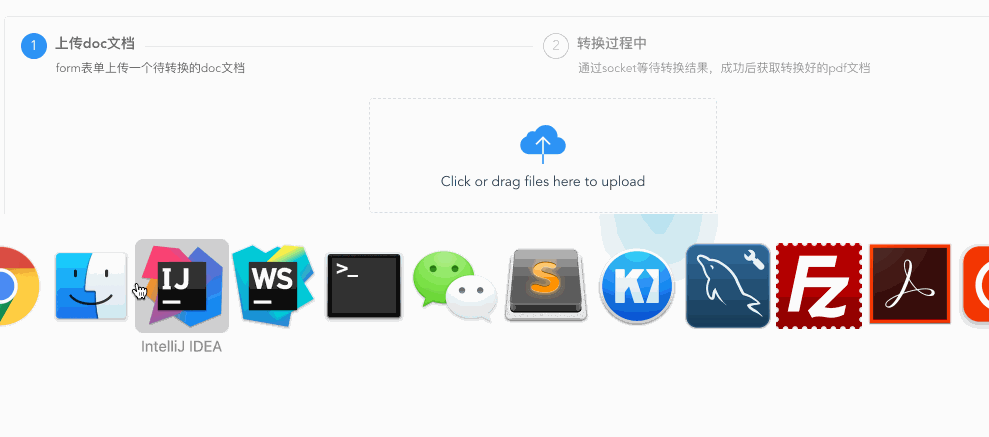 1 上传doc文档
form表单上传一个待转换的doc文档
2 转换过程中
通过socket等待转换结果，成功后获取转换好的pdf文档
Click or drag files here to upload
IJ
WS
>_
S
Fz
IntelliJ IDEA